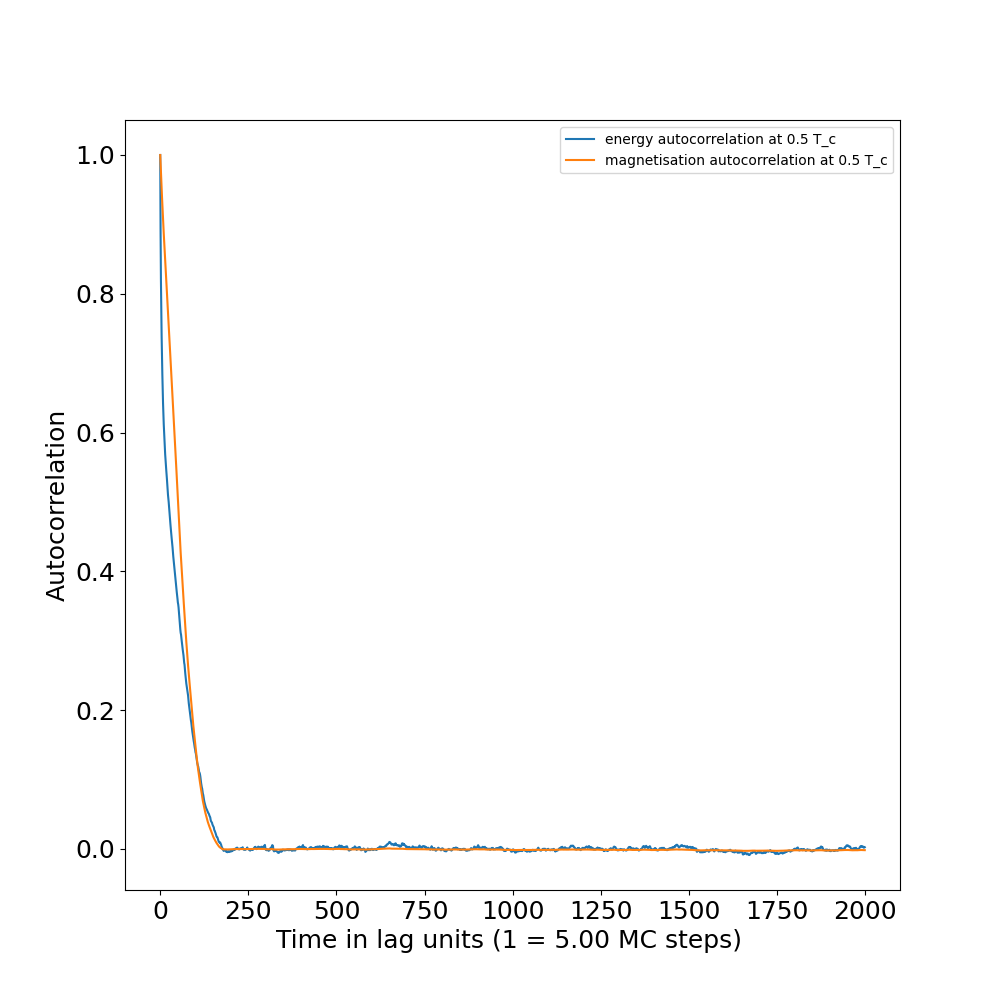 energy autocorrelation at 0.5 T_c
magnetisation autocorrelation at 0.5 T_c
1.0
0.8
0.6
0.4
0.2
0.0
Autocorrelation
0 250 500 750 1000 1250 1500 1750 2000
Time in lag units (1 = 5.00 MC steps)